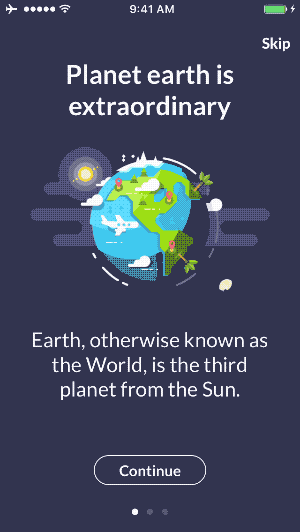 9:41 AM
Skip
Planet earth is
extraordinary
Earth, otherwise known as
the World, is the third
planet from the Sun.
Continue